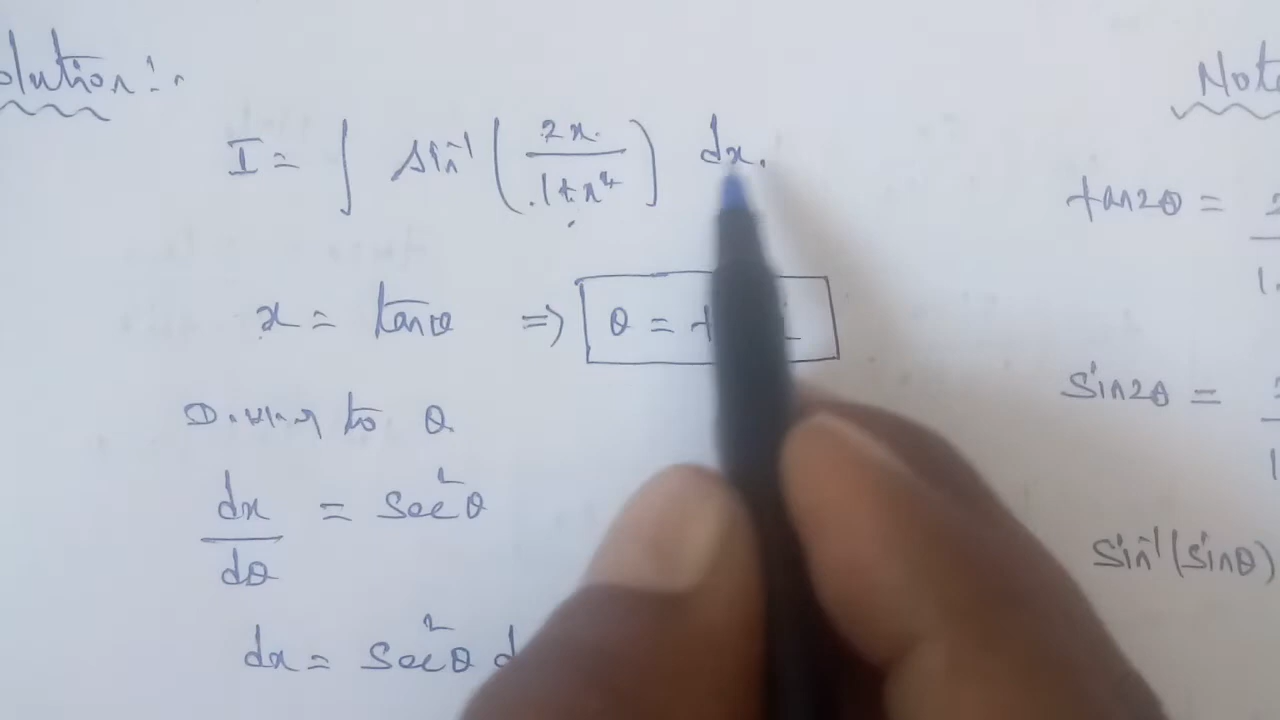 olution:-
I = ∫ sin⁻¹ (2x / 1+x²) dx.
x = tanθ ⇒ θ =
D. w. r. to θ
dx/dθ = sec²θ
dx = sec²θ d
Note
tan2θ =
sin2θ =
sin⁻¹(sinθ)